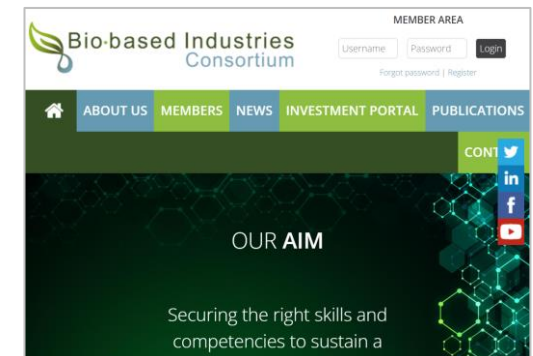 MEMBER AREA
Bio-based Industries
Consortium
Username
Password
Login
Forgot password | Register
ABOUT US
MEMBERS
NEWS
INVESTMENT PORTAL
PUBLICATIONS
CONT
in
f
OUR AIM
Securing the right skills and
competencies to sustain a